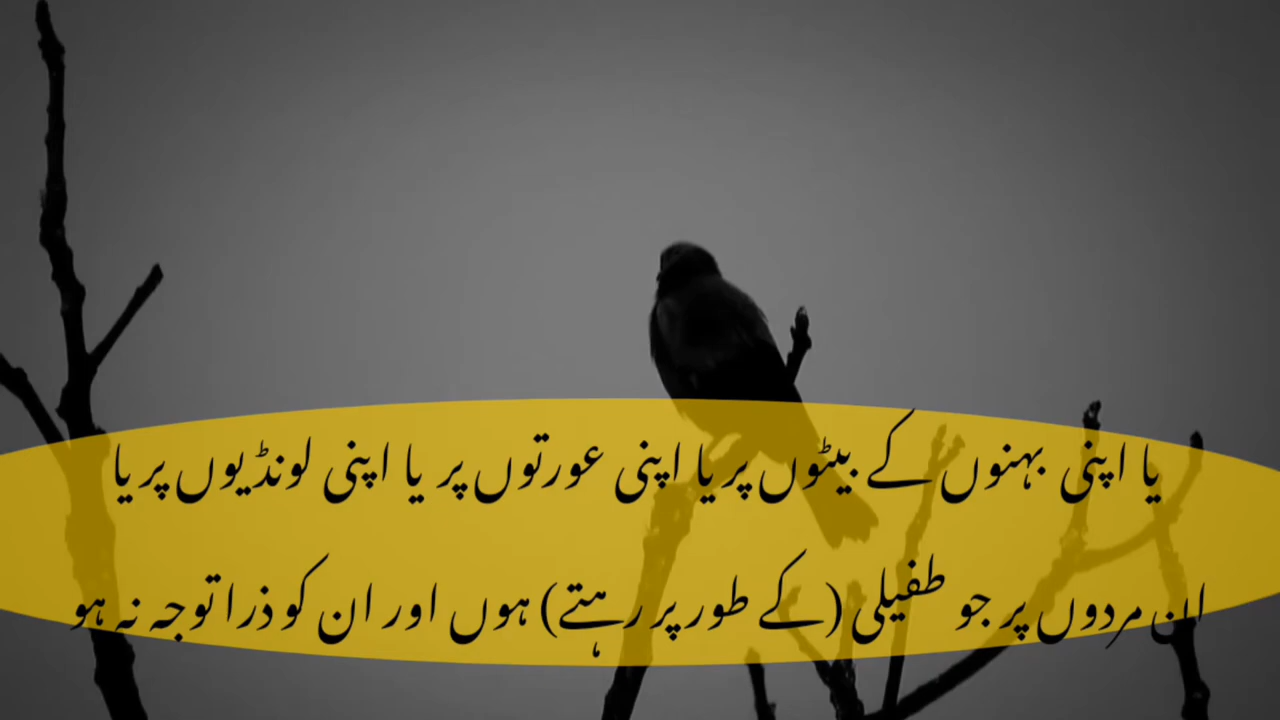 یا اپنی بہنوں کے بیٹوں پر یا اپنی عورتوں پر یا اپنی لونڈیوں پر یا
ان مردوں پر جو طفیلی (کے طور پر رہتے) ہوں اور ان کو ذرا توجہ نہ ہو